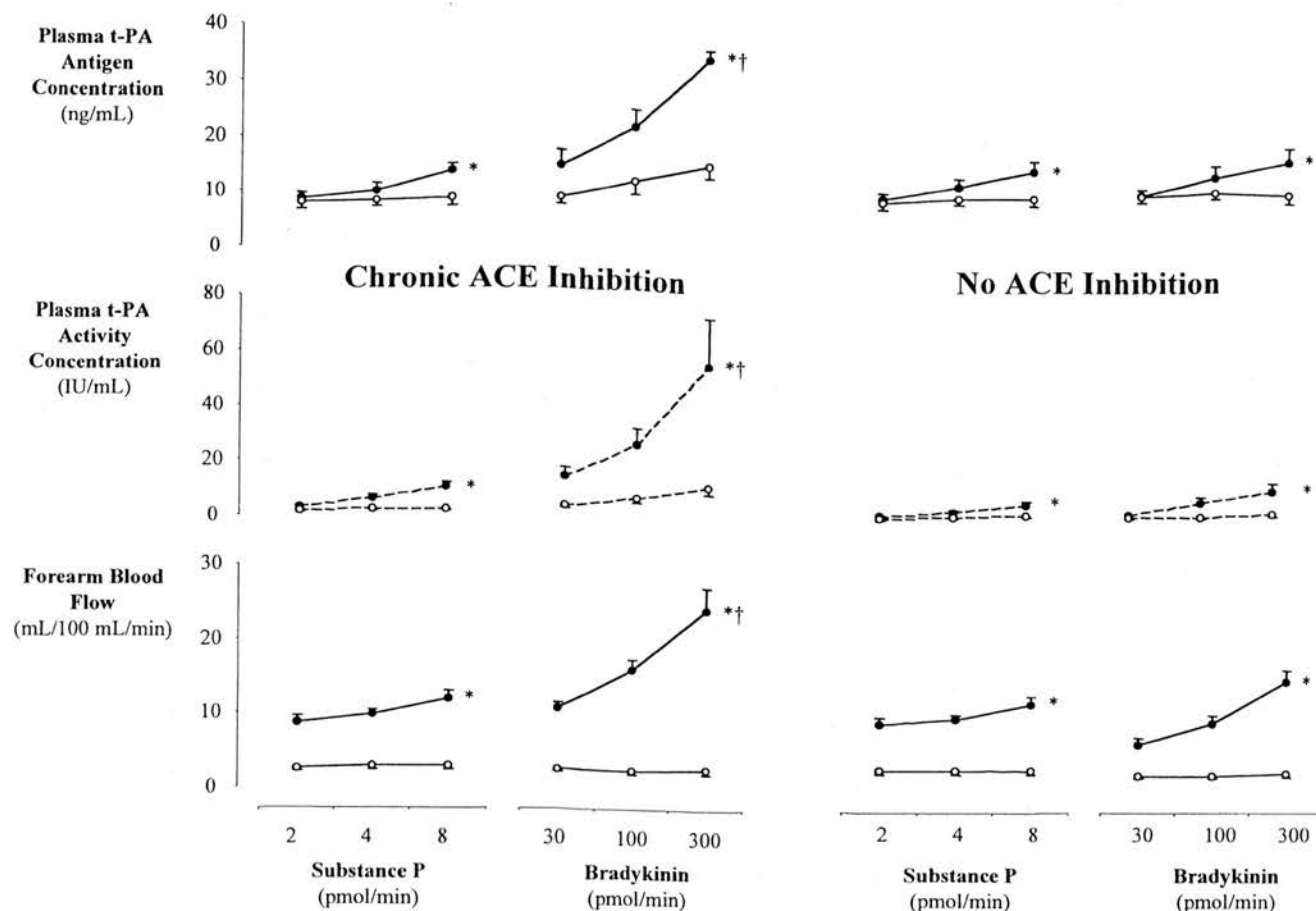 Plasma t-PA
Antigen
Concentration
(ng/mL)
40
30
20
10
0
*
*†
*
*
Chronic ACE Inhibition
No ACE Inhibition
Plasma t-PA
Activity
Concentration
(IU/mL)
80
60
40
20
0
*
*†
*
*
Forearm Blood
Flow
(mL/100 mL/min)
30
20
10
0
*
*†
*
*
2 4 8
30 100 300
2 4 8
30 100 300
Substance P
(pmol/min)
Bradykinin
(pmol/min)
Substance P
(pmol/min)
Bradykinin
(pmol/min)